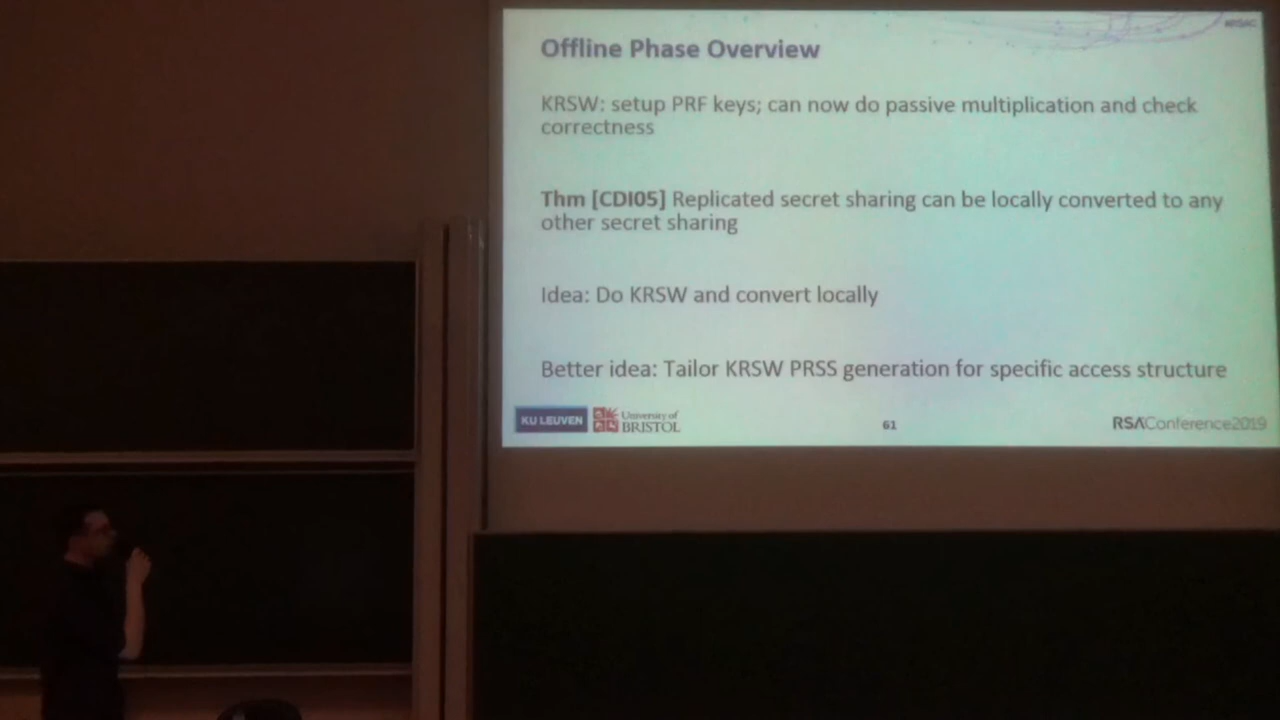 Offline Phase Overview
KRSW: setup PRF keys; can now do passive multiplication and check
correctness
Thm [CDI05] Replicated secret sharing can be locally converted to any
other secret sharing
Idea: Do KRSW and convert locally
Better idea: Tailor KRSW PRSS generation for specific access structure
KU LEUVEN
University of
BRISTOL
61
RSAConference2019